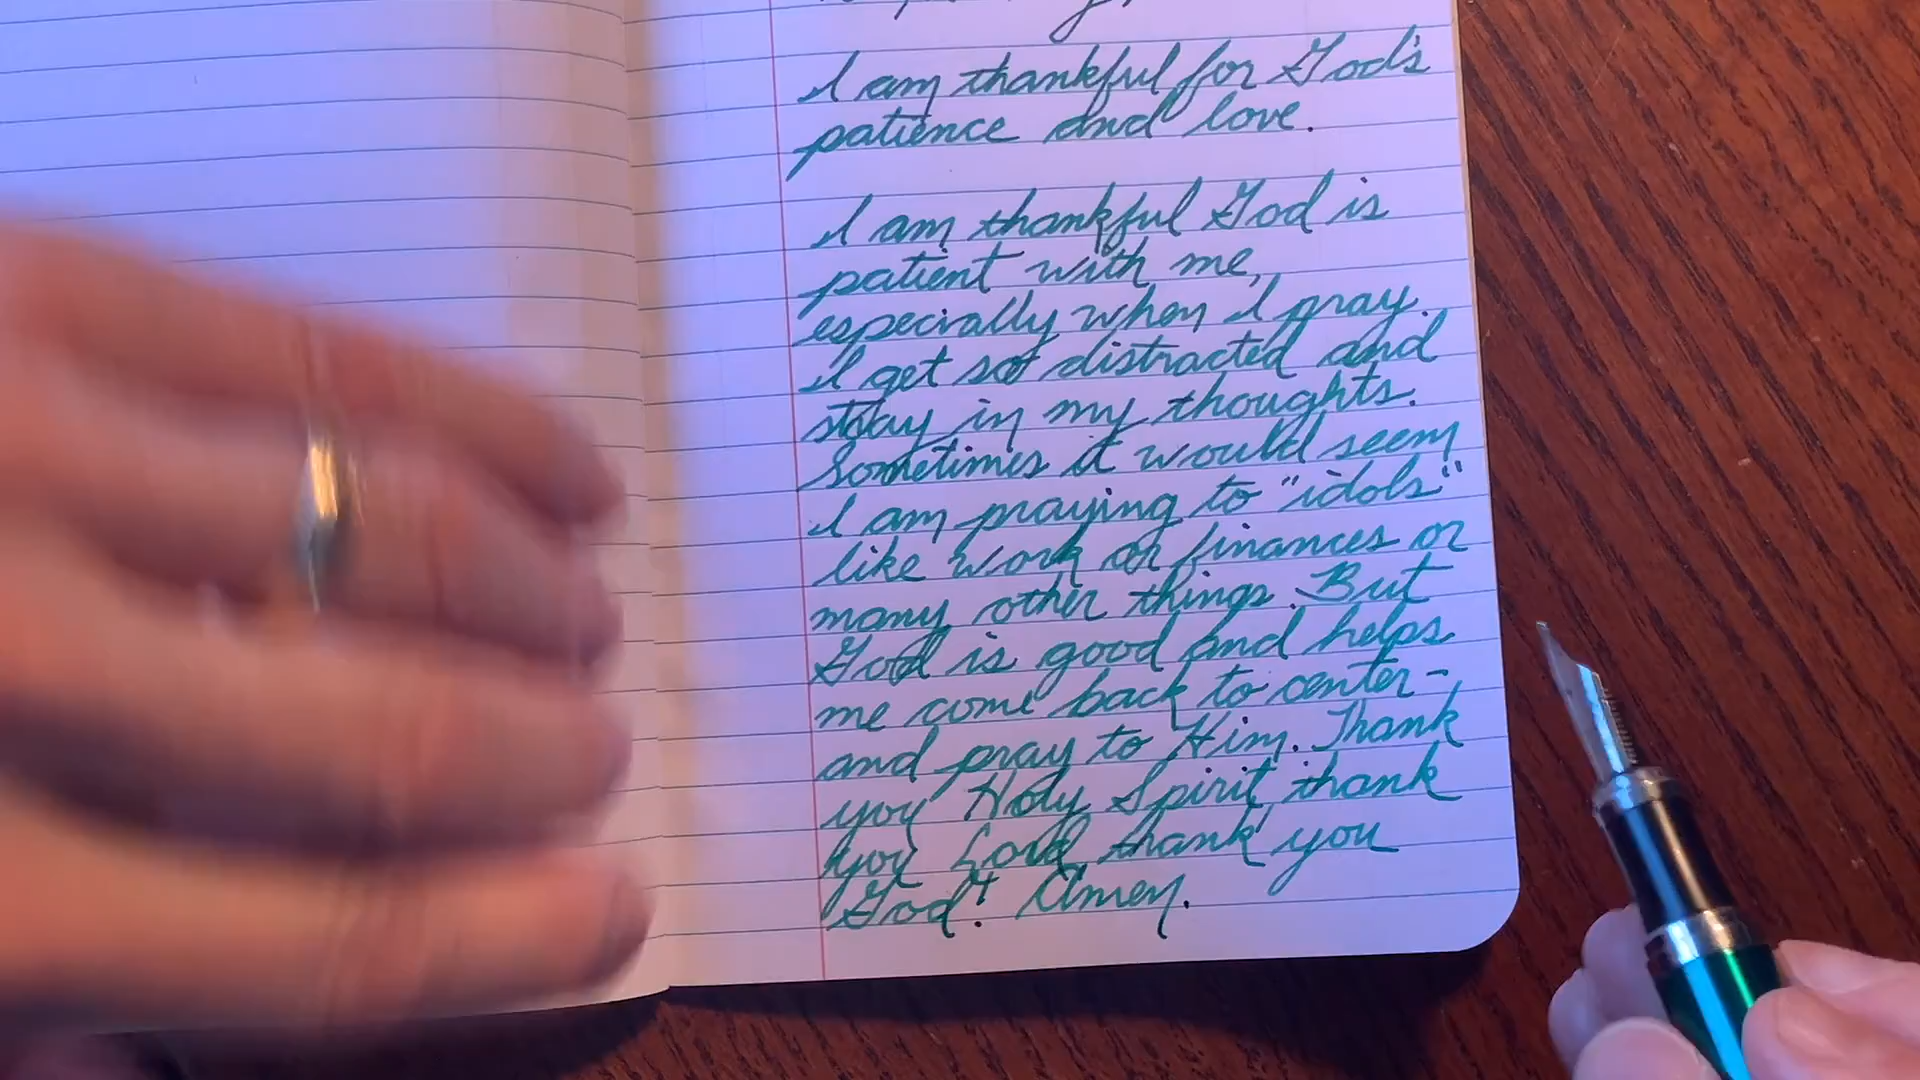 I am thankful for God's
patience and love.
I am thankful God is
patient with me,
especially when I pray.
I get so distracted and
stay in my thoughts.
Sometimes it would seem
I am praying to "idols"
like work or finances or
many other things. But
God is good and helps
me come back to center-
and pray to Him. Thank
you Holy Spirit, thank
you Lord, thank you
God! Amen.